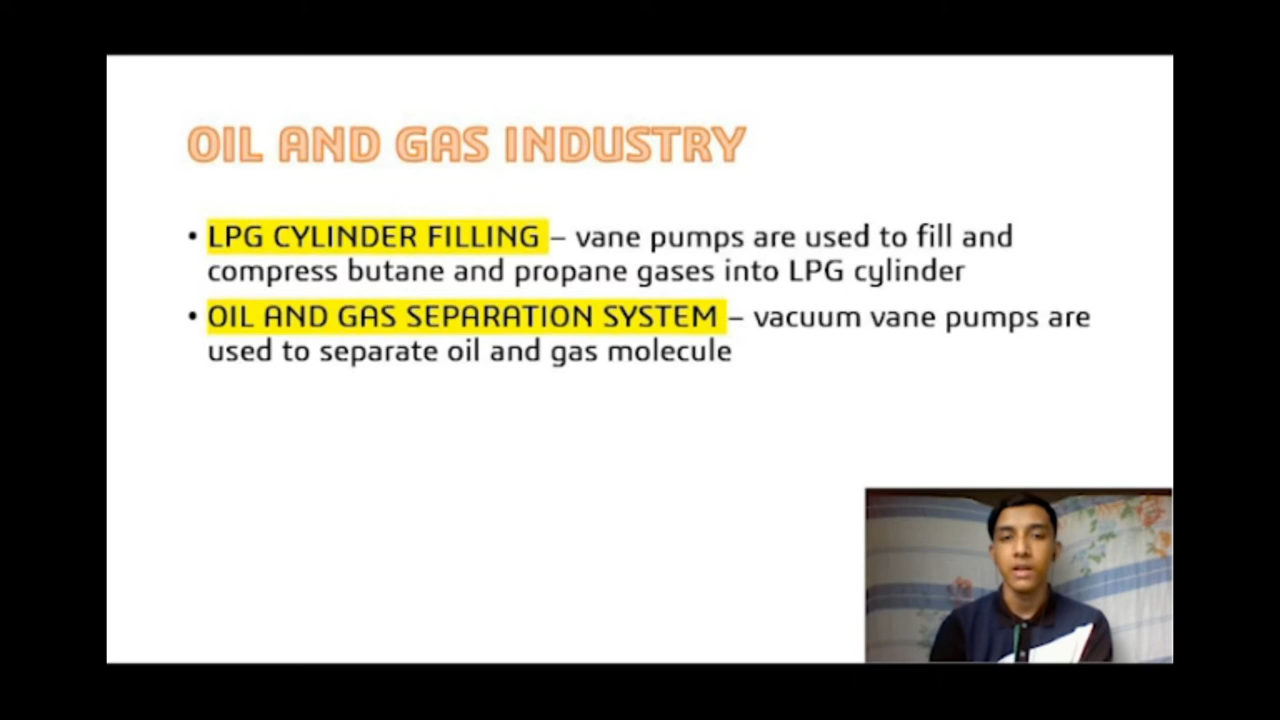 OIL AND GAS INDUSTRY
• LPG CYLINDER FILLING – vane pumps are used to fill and
compress butane and propane gases into LPG cylinder
• OIL AND GAS SEPARATION SYSTEM – vacuum vane pumps are
used to separate oil and gas molecule